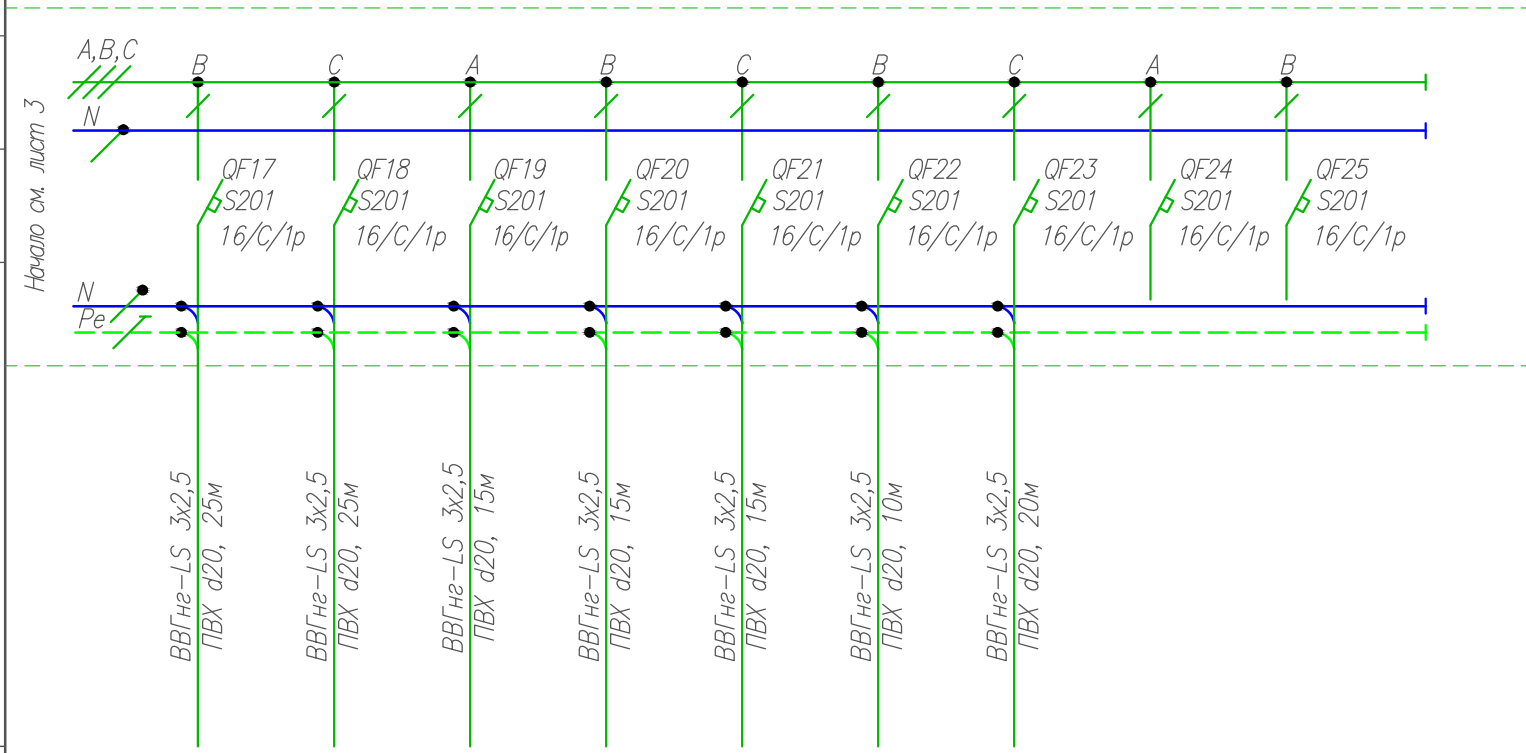 A,B,C
B
C
A
B
C
B
C
A
B
N
Начало см. лист 3
QF17
S201
16/C/1p
QF18
S201
16/C/1p
QF19
S201
16/C/1p
QF20
S201
16/C/1p
QF21
S201
16/C/1p
QF22
S201
16/C/1p
QF23
S201
16/C/1p
QF24
S201
16/C/1p
QF25
S201
16/C/1p
N
Pe
ВВГнг-LS 3x2,5
ПВХ d20, 25м
ВВГнг-LS 3x2,5
ПВХ d20, 25м
ВВГнг-LS 3x2,5
ПВХ d20, 15м
ВВГнг-LS 3x2,5
ПВХ d20, 15м
ВВГнг-LS 3x2,5
ПВХ d20, 15м
ВВГнг-LS 3x2,5
ПВХ d20, 10м
ВВГнг-LS 3x2,5
ПВХ d20, 20м